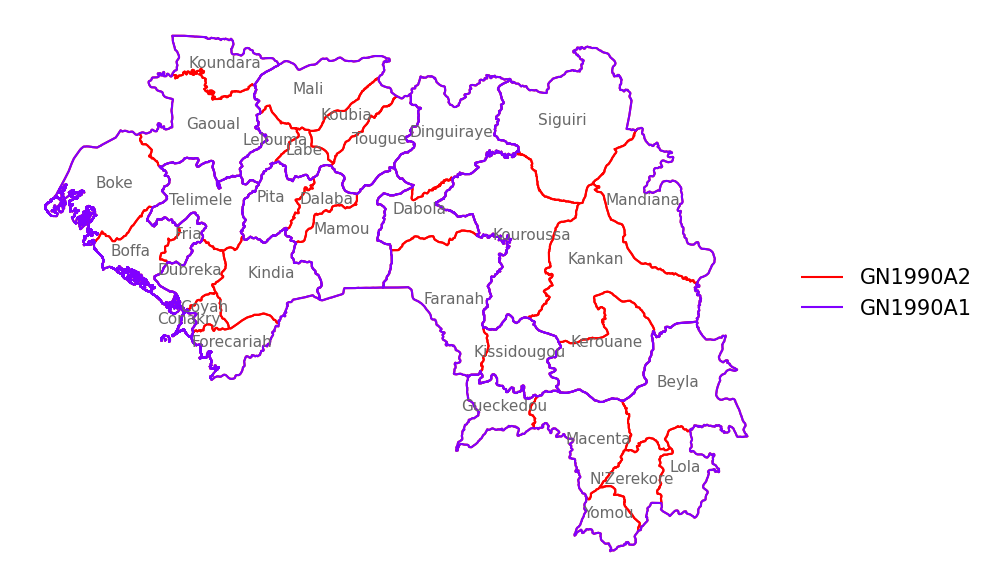 Koundara
Mali
Koubia
Gaoual
Siguiri
Dinguiraye
Lelouma
Tougue
Labe
Boke
Pita
Dalaba
Telimele
Mandiana
Dabola
Mamou
Fria
Kouroussa
Boffa
Kankan
Dubreka
Kindia
GN1990A2
Faranah
Coyah
GN1990A1
Conakry
Forecariah
Kerouane
Kissidougou
Beyla
Gueckedou
Macenta
Lola
N'Zerekore
Yomou